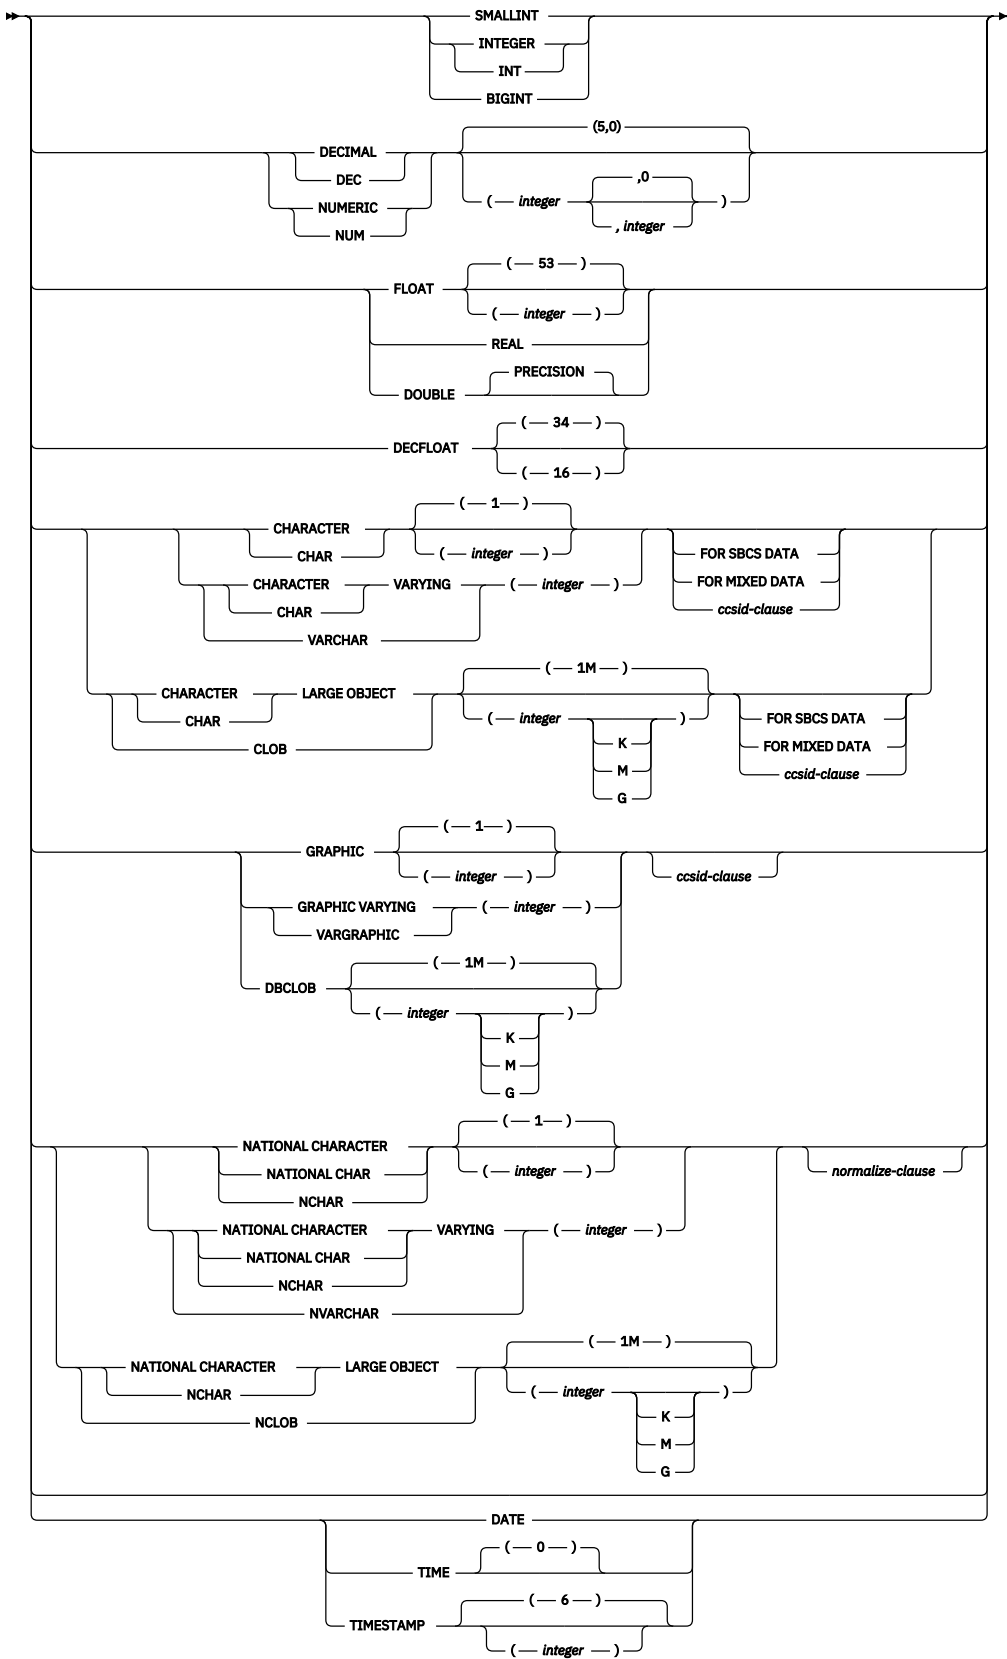 SMALLINT
INTEGER
INT
BIGINT
(5,0)
DECIMAL
DEC
,0
( integer )
NUMERIC
, integer
NUM
( 53 )
FLOAT
( integer )
REAL
PRECISION
DOUBLE
( 34 )
DECFLOAT
( 16 )
( 1 )
CHARACTER
CHAR ( integer ) FOR SBCS DATA
CHARACTER VARYING ( integer ) FOR MIXED DATA
CHAR ccsid-clause
VARCHAR
( 1M )
CHARACTER LARGE OBJECT
CHAR ( integer ) FOR SBCS DATA
CLOB K FOR MIXED DATA
M ccsid-clause
G
( 1 )
GRAPHIC
( integer ) ccsid-clause
GRAPHIC VARYING ( integer )
VARGRAPHIC
( 1M )
DBCLOB
( integer )
K
M
G
( 1 )
NATIONAL CHARACTER
NATIONAL CHAR ( integer ) normalize-clause
NCHAR
NATIONAL CHARACTER VARYING ( integer )
NATIONAL CHAR
NCHAR
NVARCHAR
( 1M )
NATIONAL CHARACTER LARGE OBJECT
NCHAR ( integer )
NCLOB K
M
G
DATE
( 0 )
TIME
( 6 )
TIMESTAMP
( integer )